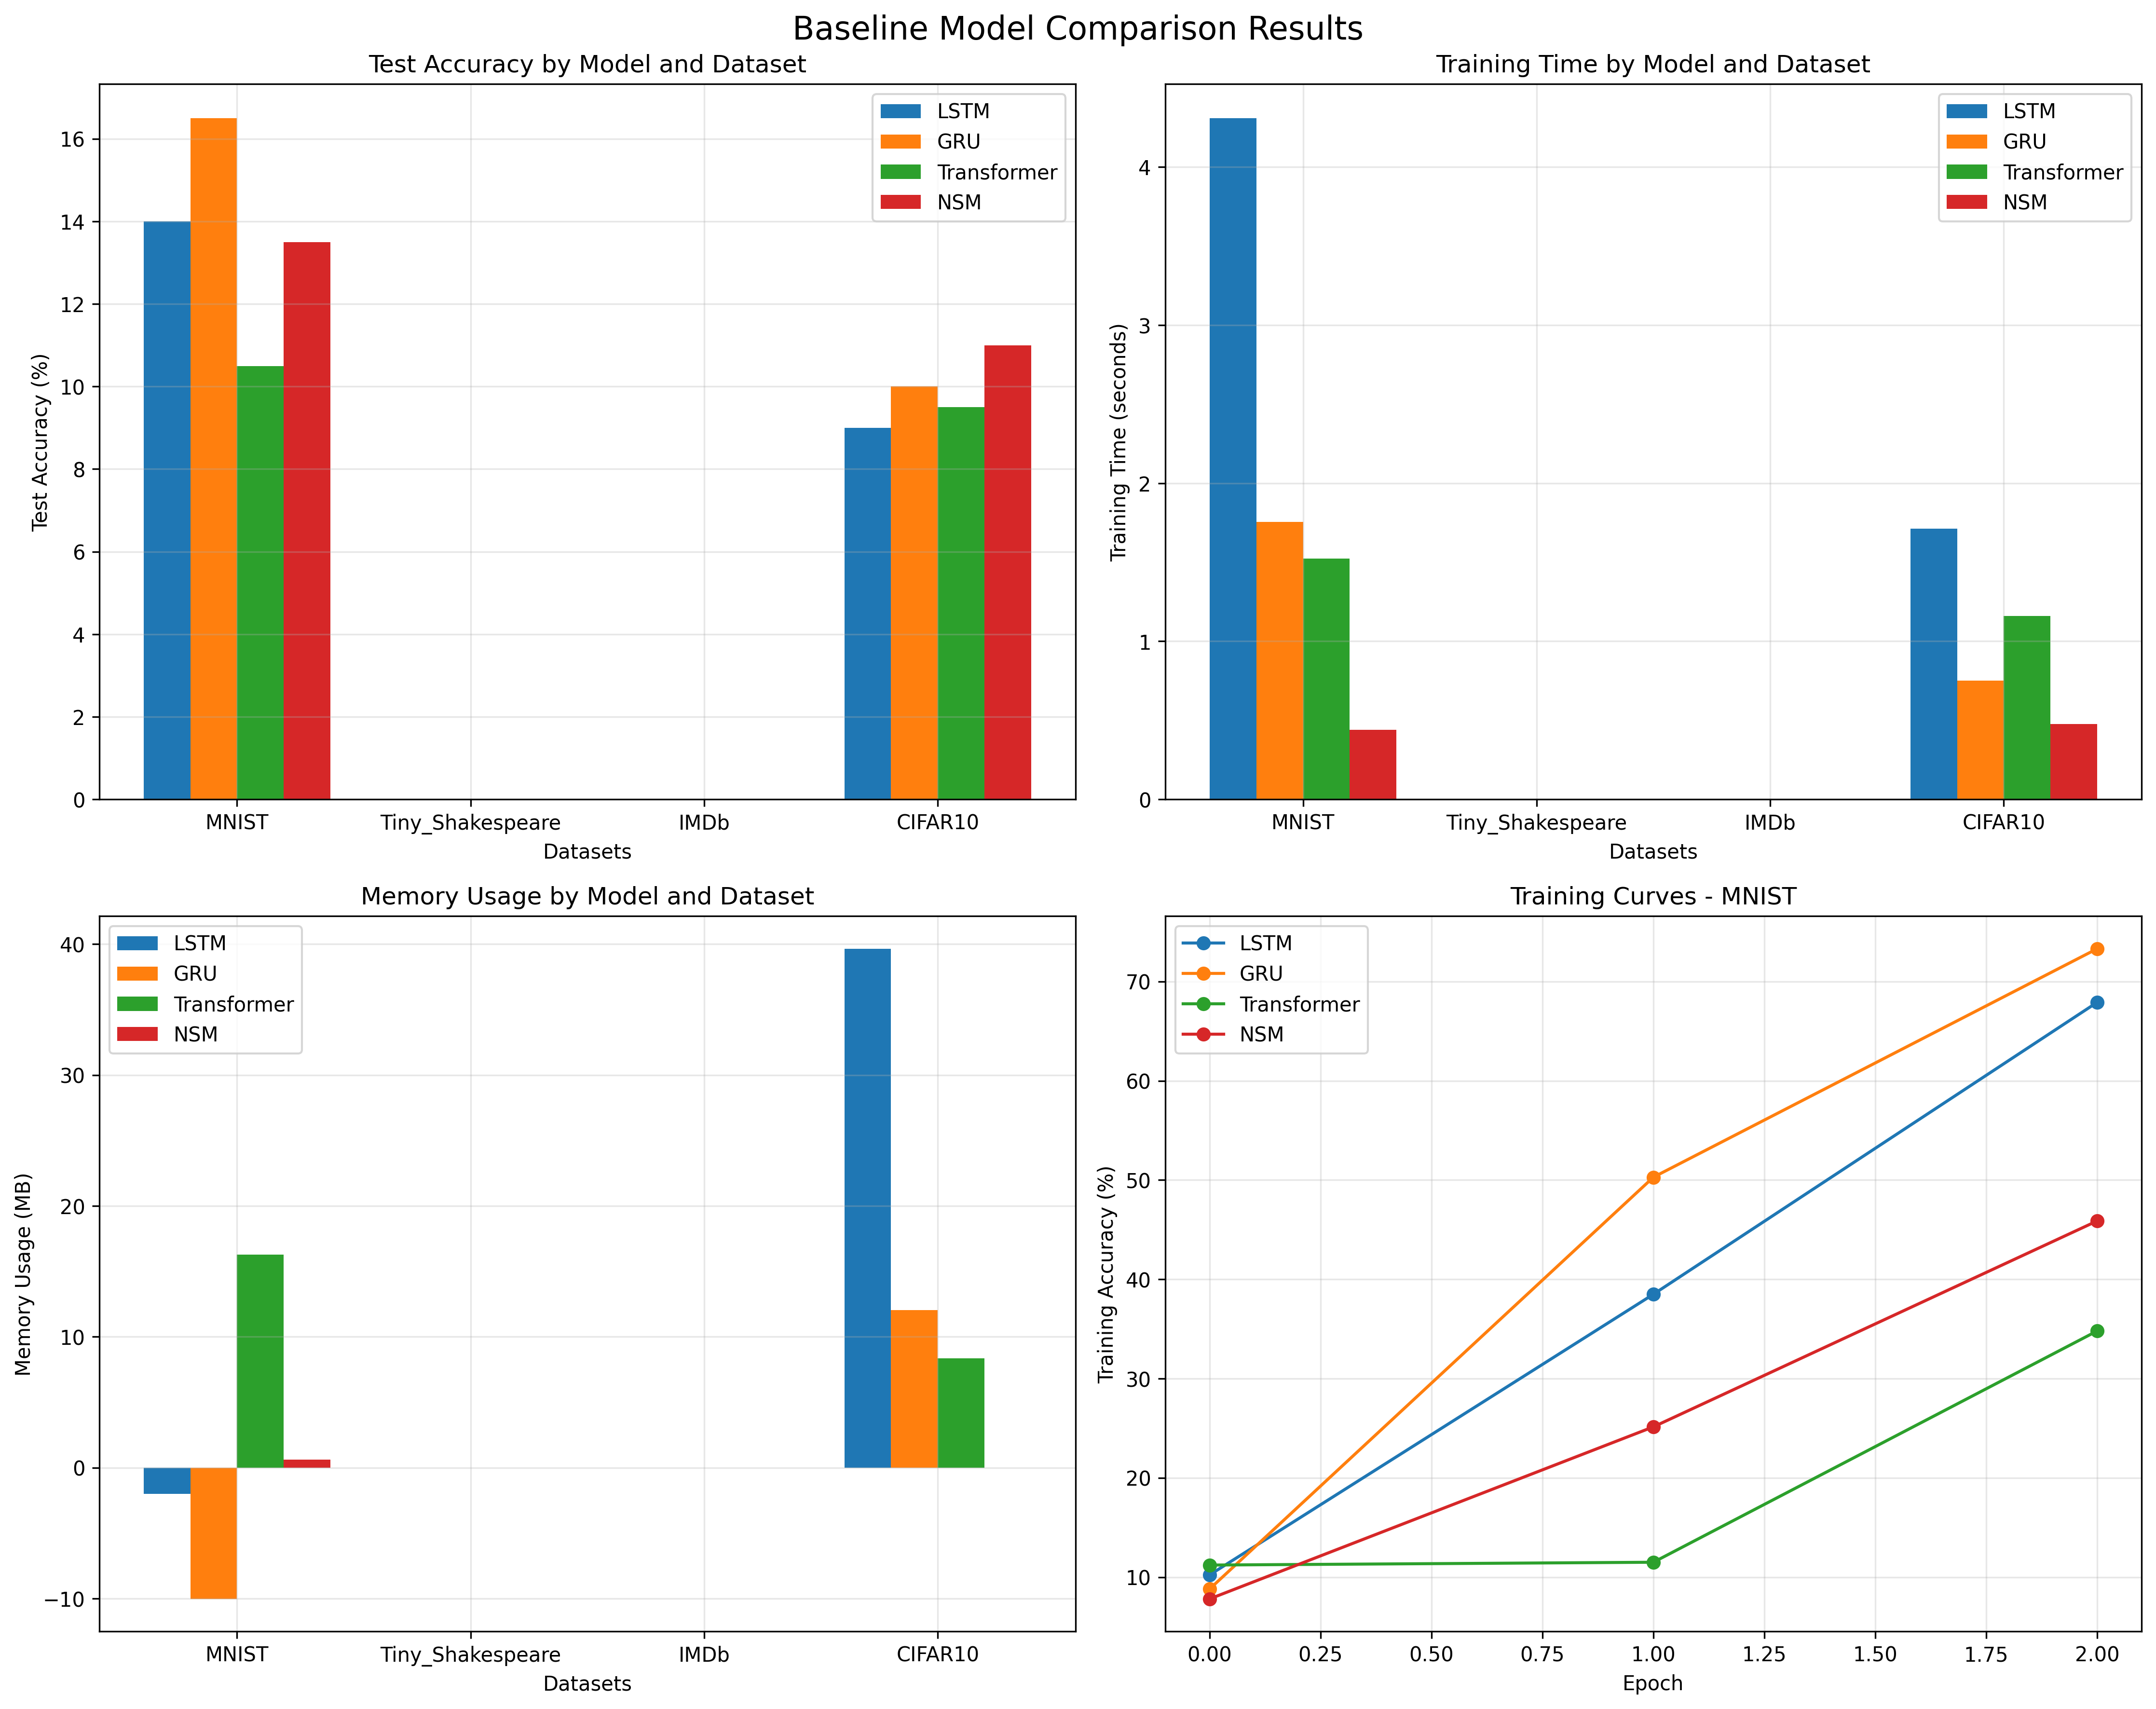 Baseline Model Comparison Results
Test Accuracy by Model and Dataset
Test Accuracy (%)
16
14
12
10
8
6
4
2
0
LSTM
GRU
Transformer
NSM
MNIST Tiny_Shakespeare IMDb CIFAR10
Datasets
Training Time by Model and Dataset
Training Time (seconds)
4
3
2
1
0
LSTM
GRU
Transformer
NSM
MNIST Tiny_Shakespeare IMDb CIFAR10
Datasets
Memory Usage by Model and Dataset
Memory Usage (MB)
40
30
20
10
0
−10
LSTM
GRU
Transformer
NSM
MNIST Tiny_Shakespeare IMDb CIFAR10
Datasets
Training Curves - MNIST
Training Accuracy (%)
70
60
50
40
30
20
10
LSTM
GRU
Transformer
NSM
0.00 0.25 0.50 0.75 1.00 1.25 1.50 1.75 2.00
Epoch